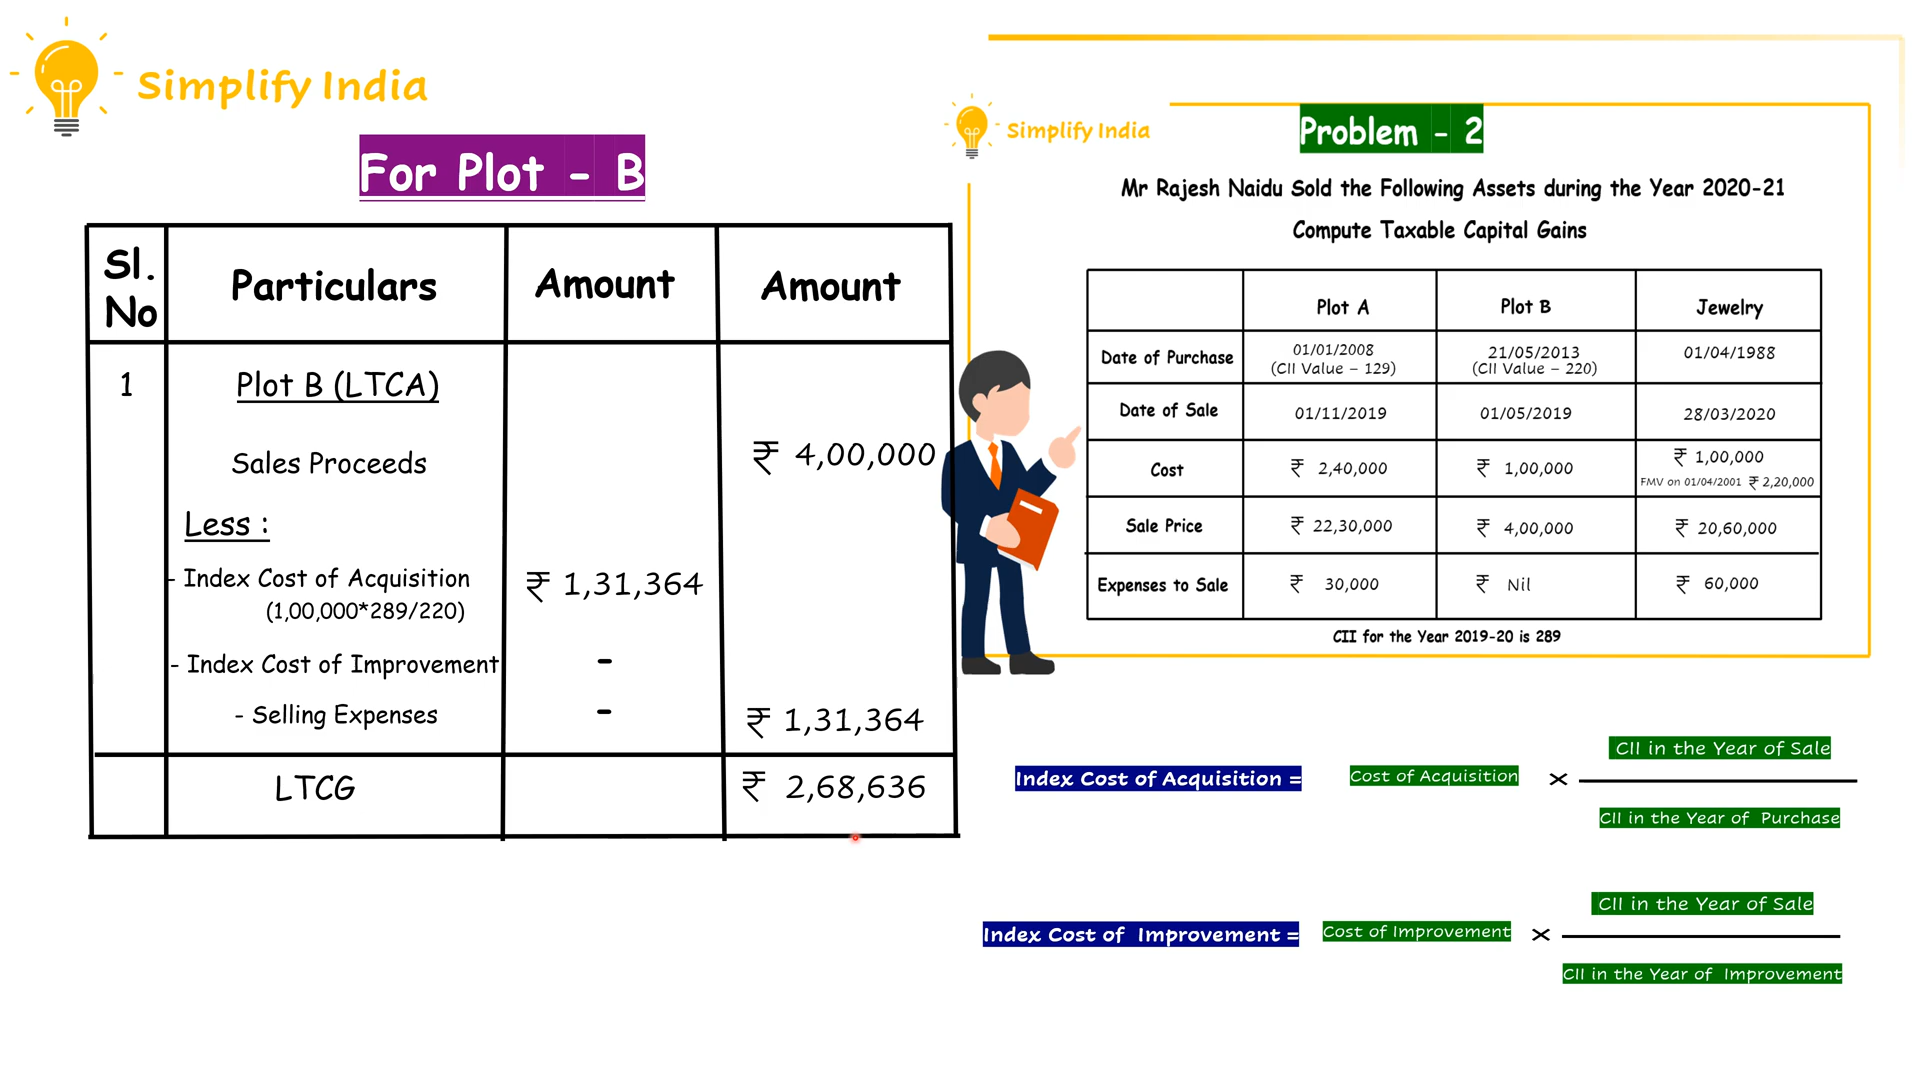 Simplify India
For Plot - B
Sl. No Particulars Amount Amount
1 Plot B (LTCA)
Sales Proceeds ₹ 4,00,000
Less :
- Index Cost of Acquisition ₹ 1,31,364
(1,00,000*289/220)
- Index Cost of Improvement -
- Selling Expenses - ₹ 1,31,364
LTCG ₹ 2,68,636
Simplify India
Problem - 2
Mr Rajesh Naidu Sold the Following Assets during the Year 2020-21
Compute Taxable Capital Gains
Plot A Plot B Jewelry
Date of Purchase 01/01/2008 21/05/2013 01/04/1988
(CII Value – 129) (CII Value – 220)
Date of Sale 01/11/2019 01/05/2019 28/03/2020
Cost ₹ 2,40,000 ₹ 1,00,000 ₹ 1,00,000
FMV on 01/04/2001 ₹ 2,20,000
Sale Price ₹ 22,30,000 ₹ 4,00,000 ₹ 20,60,000
Expenses to Sale ₹ 30,000 ₹ Nil ₹ 60,000
CII for the Year 2019-20 is 289
CII in the Year of Sale
Index Cost of Acquisition = Cost of Acquisition ×
CII in the Year of Purchase
CII in the Year of Sale
Index Cost of Improvement = Cost of Improvement ×
CII in the Year of Improvement